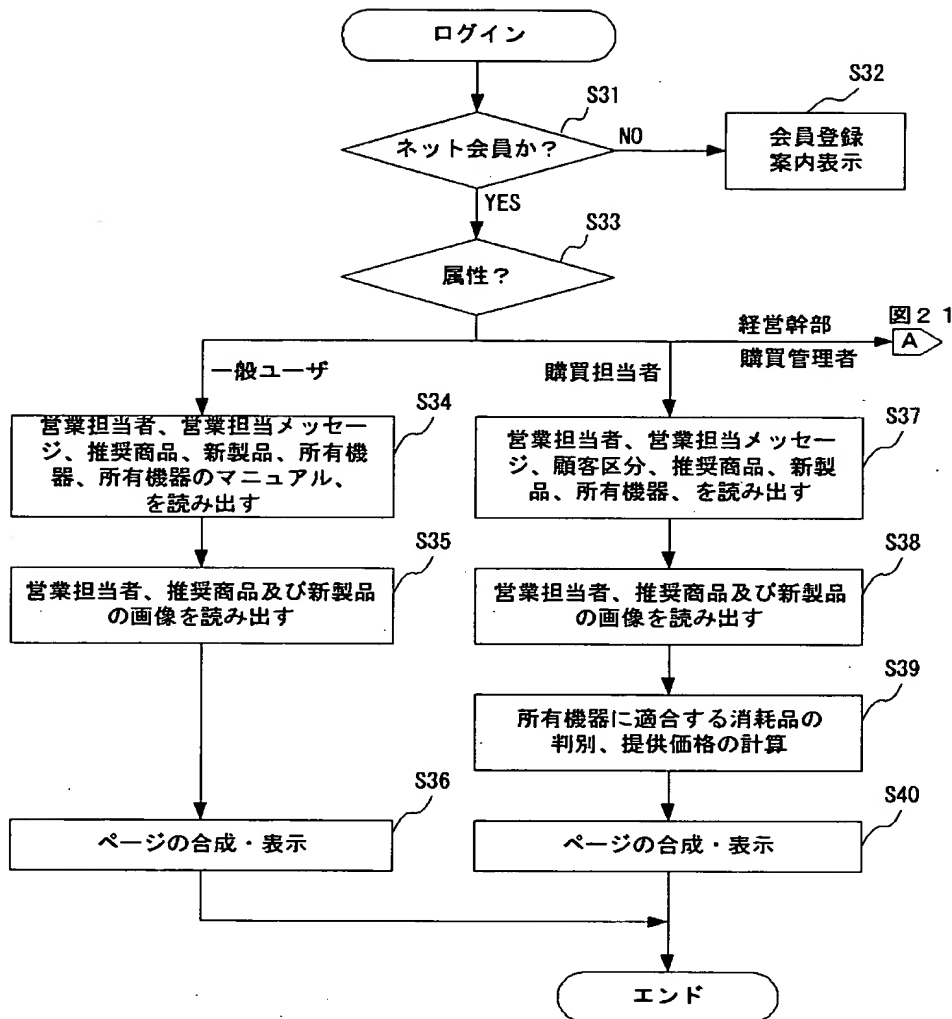 ログイン
S31
ネット会員か？
NO
S32
会員登録
案内表示
YES
S33
属性？
図２１
A
経営幹部
購買管理者
一般ユーザ
購買担当者
S34
営業担当者、営業担当メッセー
ジ、推奨商品、新製品、所有機
器、所有機器のマニュアル、
を読み出す
S37
営業担当者、営業担当メッセー
ジ、顧客区分、推奨商品、新製
品、所有機器、を読み出す
S35
営業担当者、推奨商品及び新製品
の画像を読み出す
S38
営業担当者、推奨商品及び新製品
の画像を読み出す
S39
所有機器に適合する消耗品の
判別、提供価格の計算
S36
ページの合成・表示
S40
ページの合成・表示
エンド